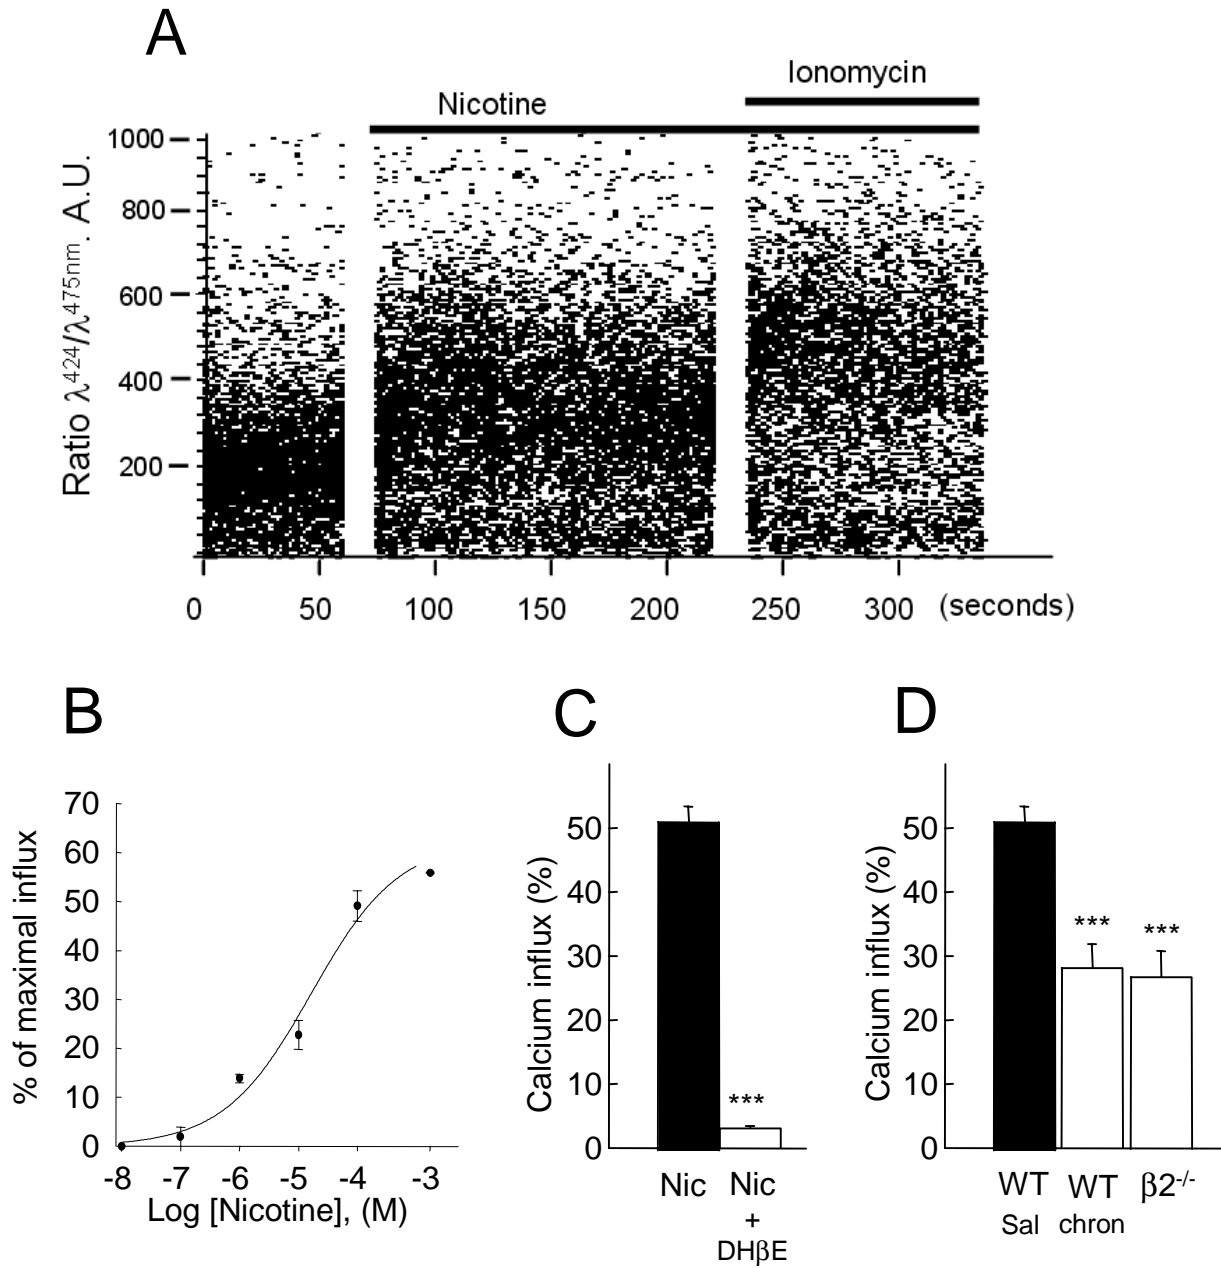 A
Ionomycin
Nicotine
Ratio λ424/λ475nm. A.U.
1000
800
600
400
200
0 50 100 150 200 250 300 (seconds)
B
% of maximal influx
70
60
50
40
30
20
10
0
-8 -7 -6 -5 -4 -3
Log [Nicotine], (M)
C
Calcium influx (%)
50
40
30
20
10
0
***
Nic Nic
+
DHβE
D
Calcium influx (%)
50
40
30
20
10
0
*** ***
WT WT β2-/-
Sal chron